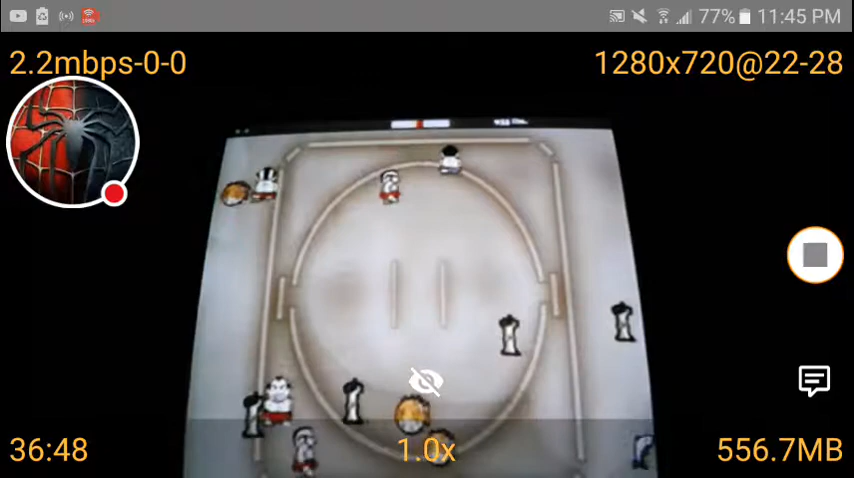 77% 11:45 PM
2.2mbps-0-0
1280x720@22-28
36:48
1.0x
556.7MB